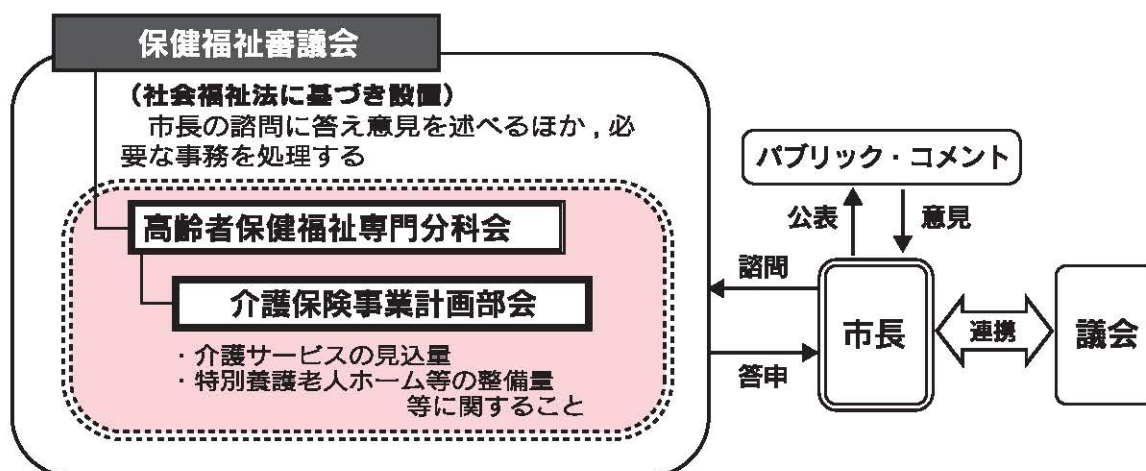 保健福祉審議会
（社会福祉法に基づき設置）
市長の諮問に答え意見を述べるほか，必
要な事務を処理する
高齢者保健福祉専門分科会
介護保険事業計画部会
・介護サービスの見込量
・特別養護老人ホーム等の整備量
等に関すること
パブリック・コメント
公表
意見
諮問
答申
市長
連携
議会